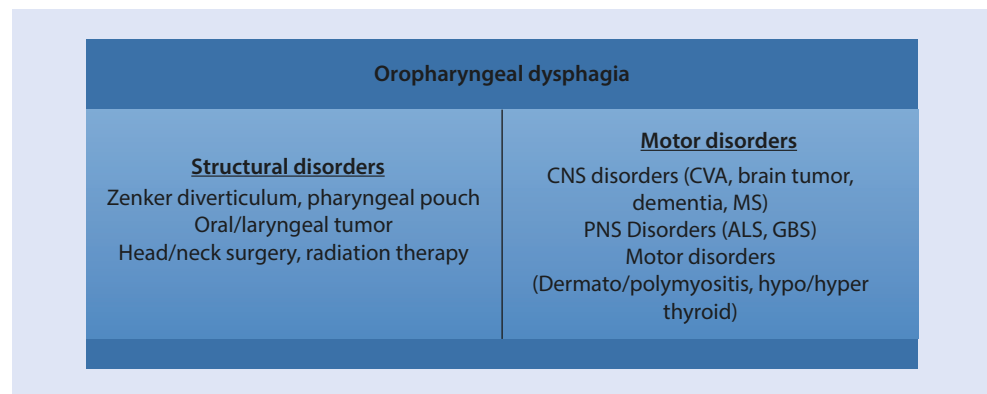 Oropharyngeal dysphagia
Structural disorders
Zenker diverticulum, pharyngeal pouch
Oral/laryngeal tumor
Head/neck surgery, radiation therapy
Motor disorders
CNS disorders (CVA, brain tumor,
dementia, MS)
PNS Disorders (ALS, GBS)
Motor disorders
(Dermato/polymyositis, hypo/hyper
thyroid)